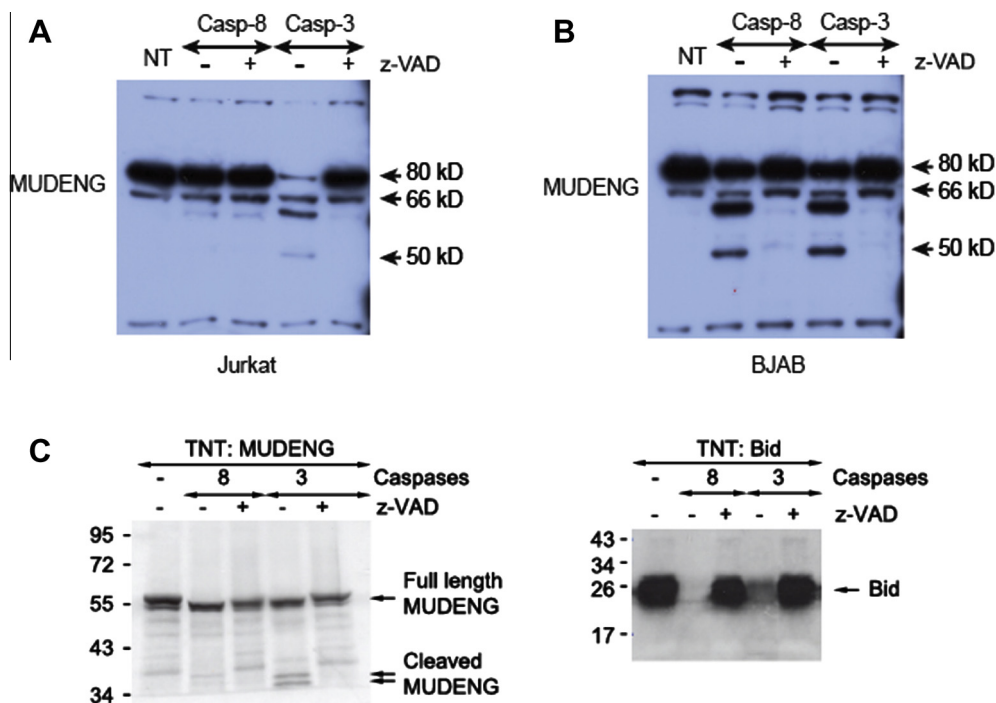 A
Casp-8 Casp-3
NT - + - + z-VAD
MUDENG
80 kD
66 kD
50 kD
Jurkat
B
Casp-8 Casp-3
NT - + - + z-VAD
MUDENG
80 kD
66 kD
50 kD
BJAB
C
TNT: MUDENG
- 8 3 Caspases
- - + - + z-VAD
95 -
72 -
55 -
43 -
34 -
Full length
MUDENG
Cleaved
MUDENG
TNT: Bid
- 8 3 Caspases
- - + - + z-VAD
43 -
34 -
26 -
17 -
Bid